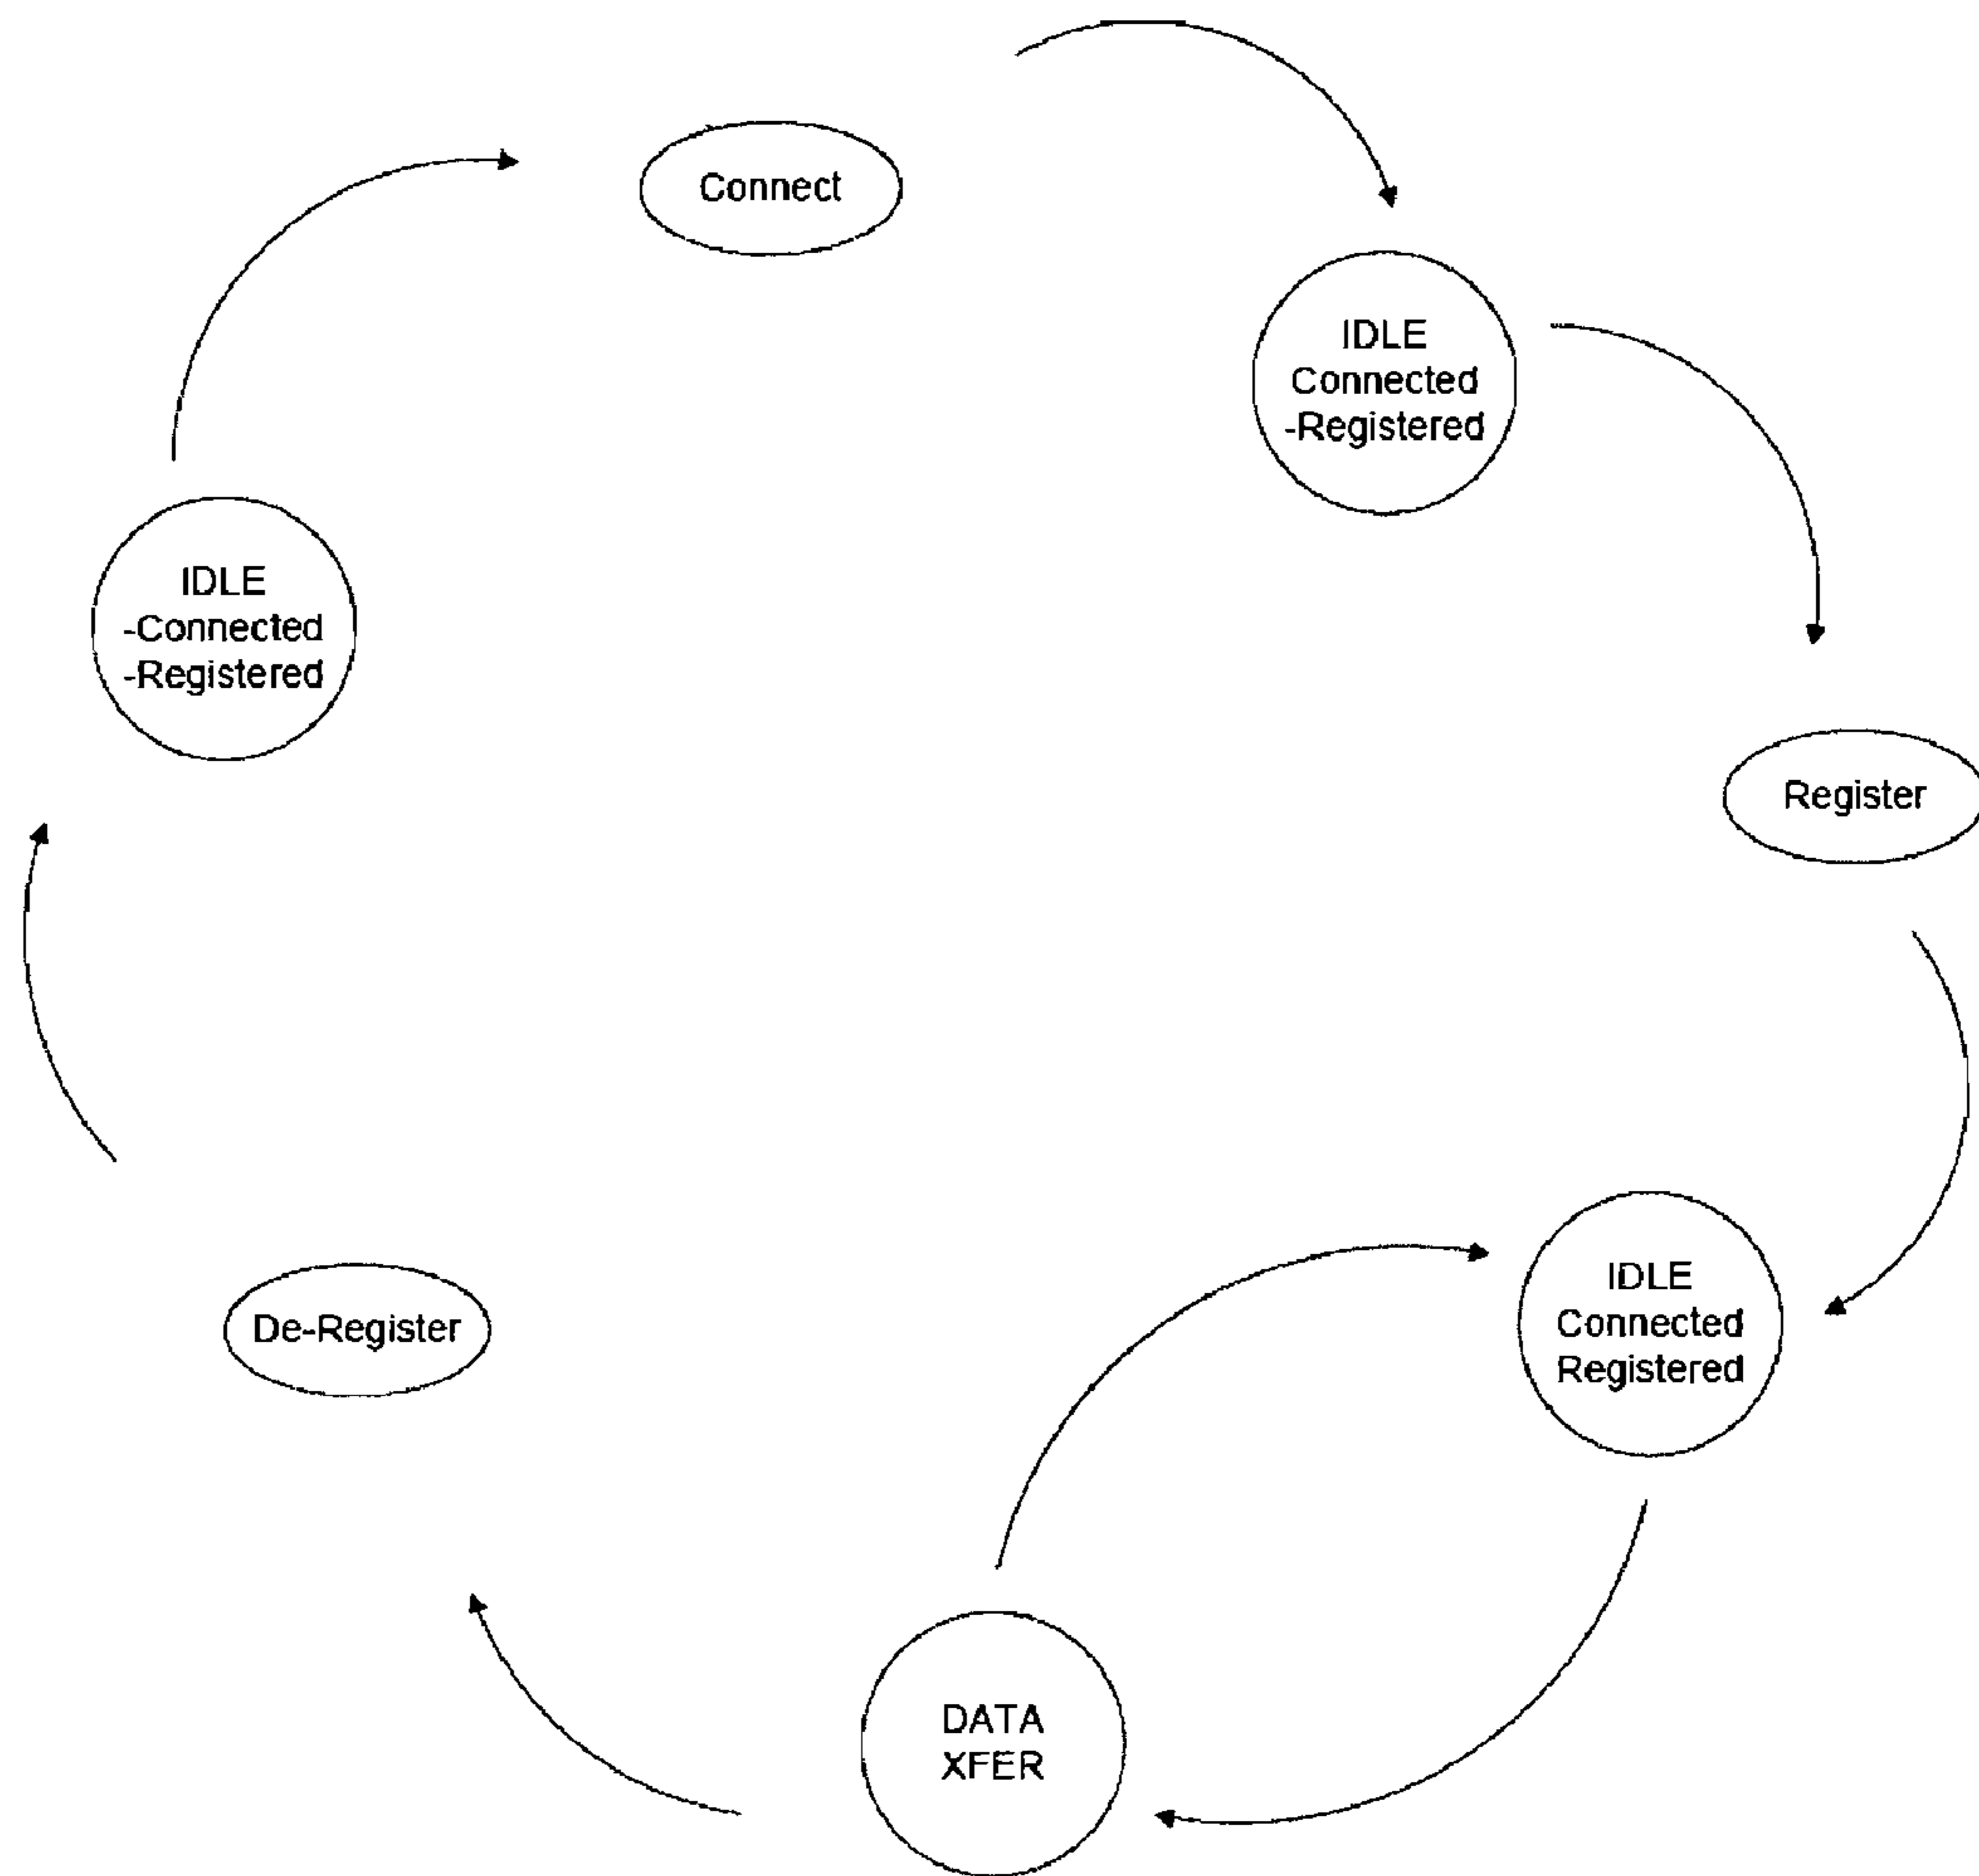 Connect
IDLE
Connected
-Registered
IDLE
-Connected
-Registered
Register
IDLE
Connected
Registered
De-Register
DATA
XFER